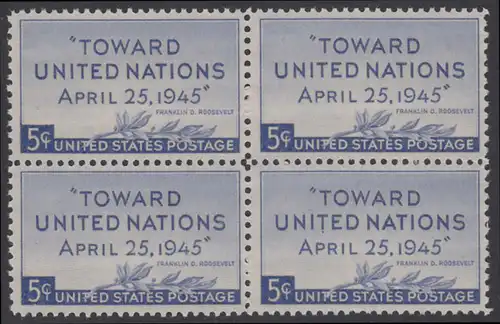 "TOWARD
UNITED NATIONS
APRIL 25, 1945"
FRANKLIN D. ROOSEVELT
5¢ UNITED STATES POSTAGE
"TOWARD
UNITED NATIONS
APRIL 25, 1945"
FRANKLIN D. ROOSEVELT
5¢ UNITED STATES POSTAGE
"TOWARD
UNITED NATIONS
APRIL 25, 1945"
FRANKLIN D. ROOSEVELT
5¢ UNITED STATES POSTAGE
"TOWARD
UNITED NATIONS
APRIL 25, 1945"
FRANKLIN D. ROOSEVELT
5¢ UNITED STATES POSTAGE